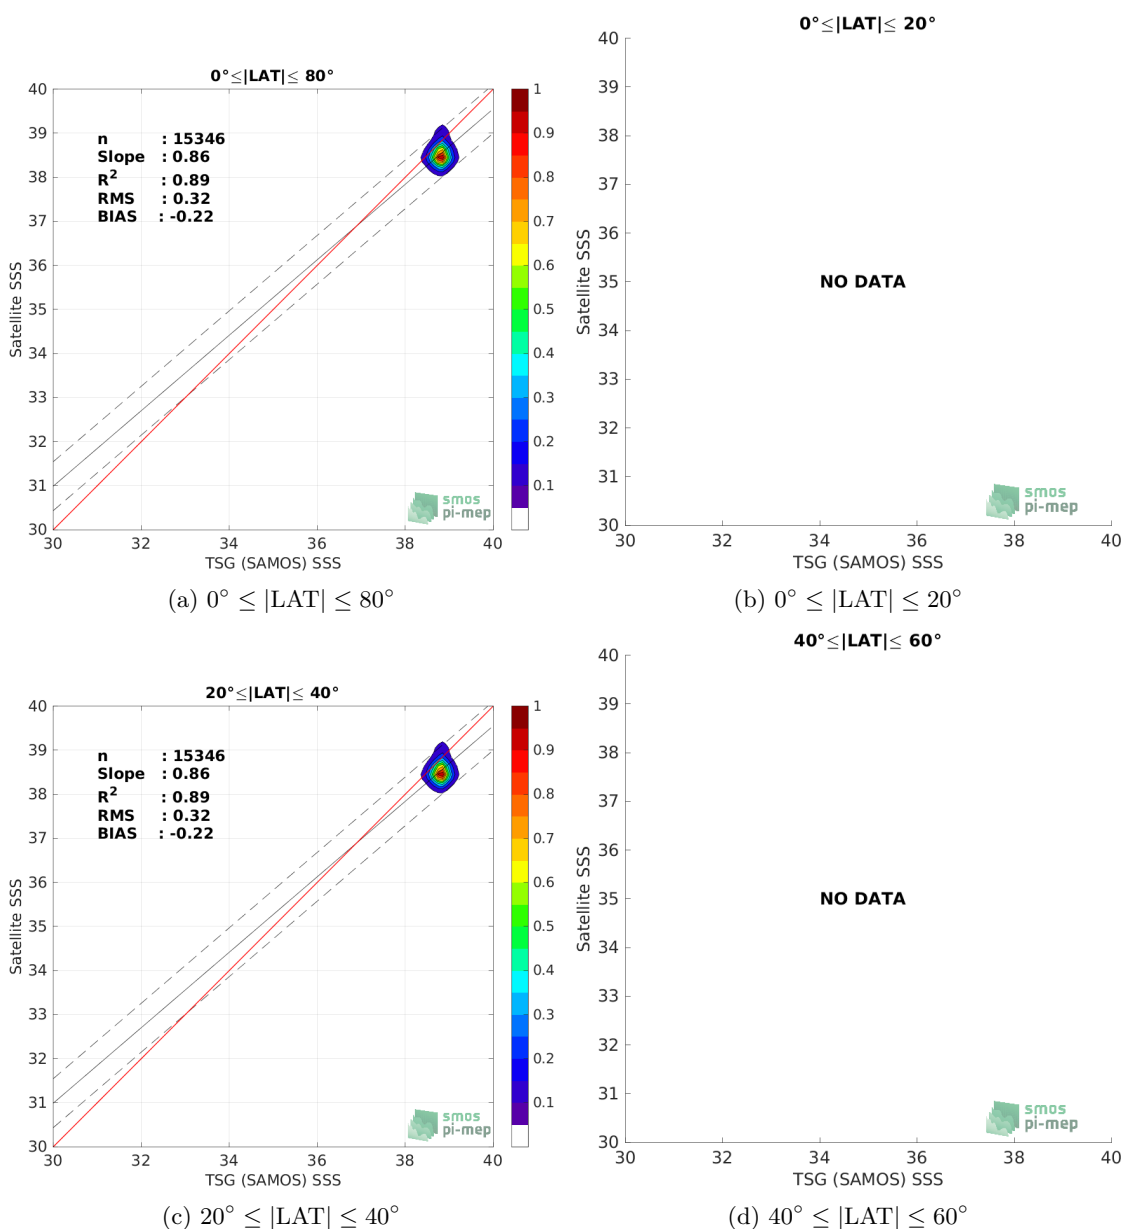 0°≤|LAT|≤ 80°
40
39
38
37
36
35
34
33
32
31
30
Satellite SSS
n : 15346
Slope : 0.86
R2 : 0.89
RMS : 0.32
BIAS : -0.22
1
0.9
0.8
0.7
0.6
0.5
0.4
0.3
0.2
0.1
smos
pi-mep
30 32 34 36 38 40
TSG (SAMOS) SSS
(a) 0° ≤ |LAT| ≤ 80°
0°≤|LAT|≤ 20°
40
39
38
37
36
35
34
33
32
31
30
Satellite SSS
NO DATA
smos
pi-mep
30 32 34 36 38 40
TSG (SAMOS) SSS
(b) 0° ≤ |LAT| ≤ 20°
20°≤|LAT|≤ 40°
40
39
38
37
36
35
34
33
32
31
30
Satellite SSS
n : 15346
Slope : 0.86
R2 : 0.89
RMS : 0.32
BIAS : -0.22
1
0.9
0.8
0.7
0.6
0.5
0.4
0.3
0.2
0.1
smos
pi-mep
30 32 34 36 38 40
TSG (SAMOS) SSS
(c) 20° ≤ |LAT| ≤ 40°
40°≤|LAT|≤ 60°
40
39
38
37
36
35
34
33
32
31
30
Satellite SSS
NO DATA
smos
pi-mep
30 32 34 36 38 40
TSG (SAMOS) SSS
(d) 40° ≤ |LAT| ≤ 60°